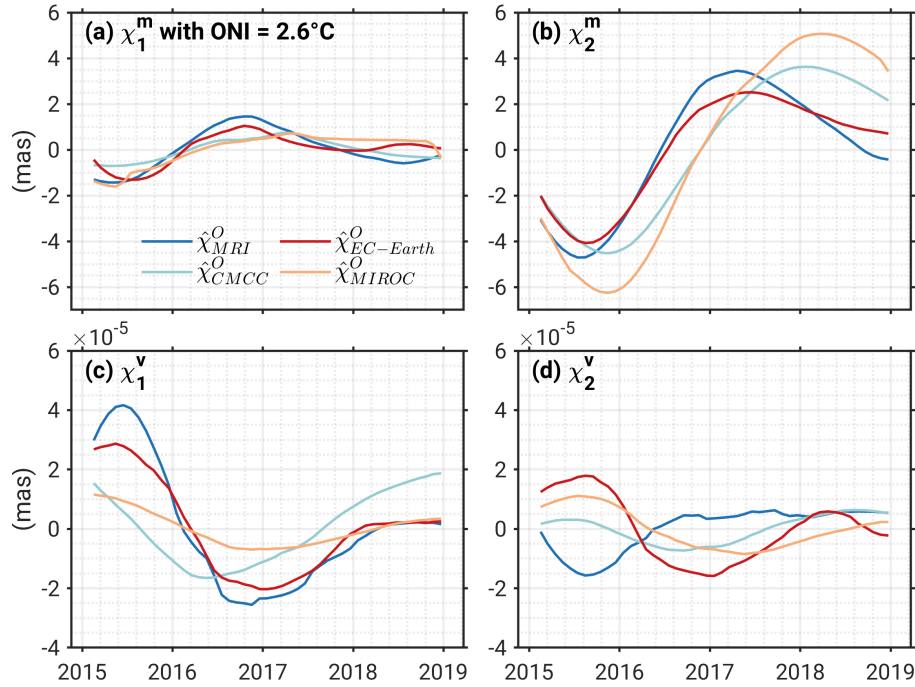 (a) χ₁ᵐ with ONI = 2.6°C
(b) χ₂ᵐ
6
4
2
0
-2
-4
-6
(mas)
χ̂ᴼ_MRI χ̂ᴼ_EC−Earth
χ̂ᴼ_CMCC χ̂ᴼ_MIROC
6
4
2
0
-2
-4
-6
×10⁻⁵
(c) χ₁ᵛ
6
4
2
0
-2
-4
(mas)
2015 2016 2017 2018 2019
×10⁻⁵
(d) χ₂ᵛ
6
4
2
0
-2
-4
2015 2016 2017 2018 2019